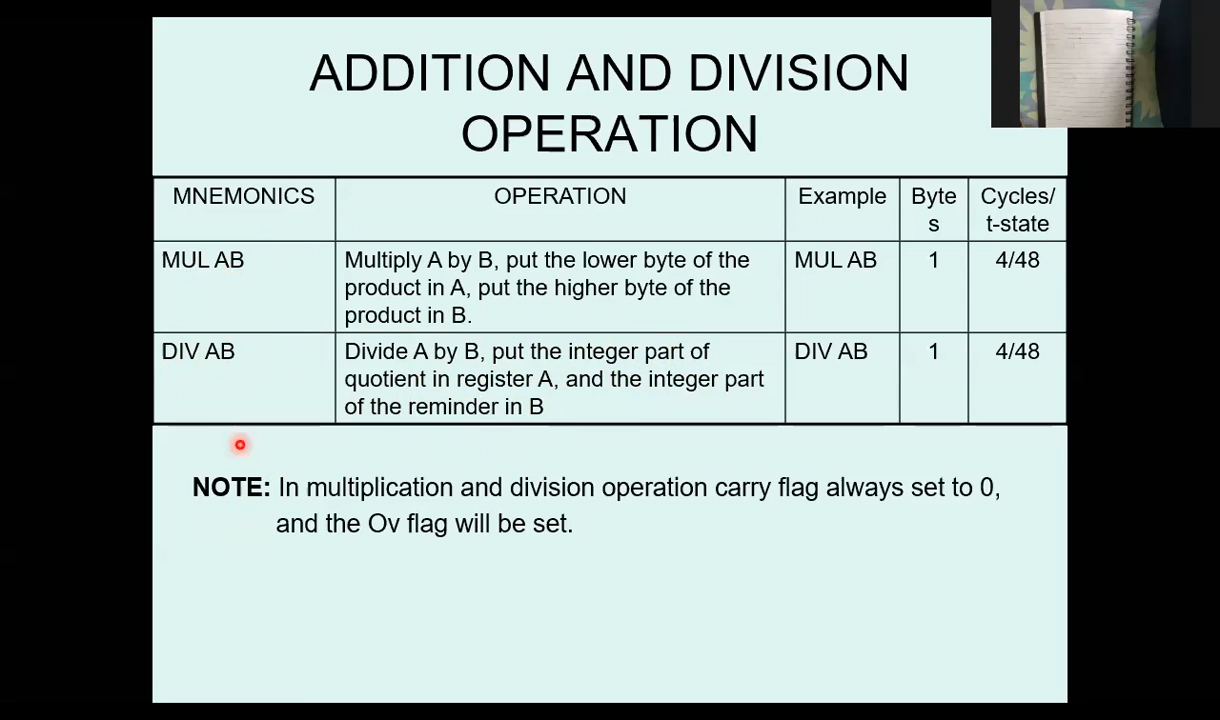 ADDITION AND DIVISION
OPERATION
MNEMONICS
OPERATION
Example
Byte
s
Cycles/
t-state
MUL AB
Multiply A by B, put the lower byte of the
product in A, put the higher byte of the
product in B.
MUL AB
1
4/48
DIV AB
Divide A by B, put the integer part of
quotient in register A, and the integer part
of the reminder in B
DIV AB
1
4/48
NOTE: In multiplication and division operation carry flag always set to 0,
and the Ov flag will be set.